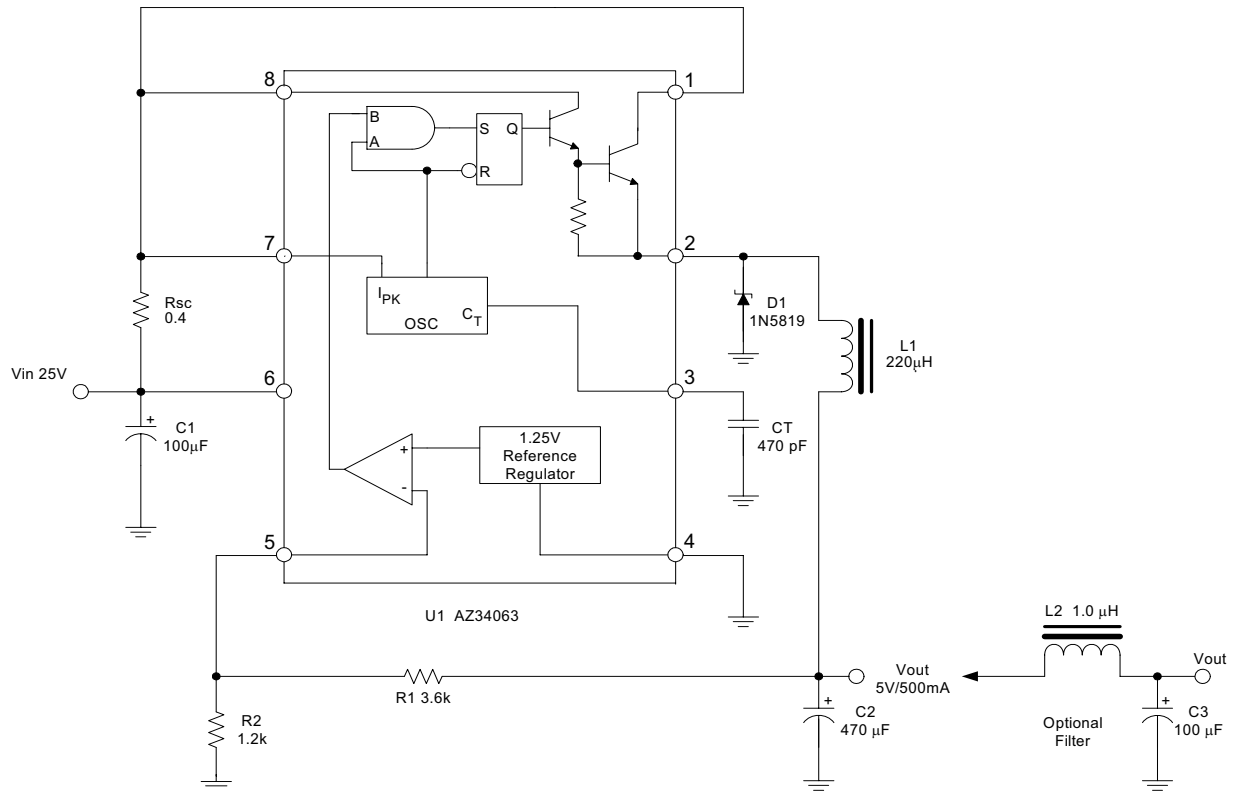 8
1
B
A
S
Q
R
7
2
I PK
OSC
C T
Rsc
0.4
D1
1N5819
L1
220μH
Vin 25V
6
3
C1
+
100μF
CT
470 pF
+
-
1.25V
Reference
Regulator
5
4
U1 AZ34063
L2 1.0 μH
R1 3.6k
Vout
5V/500mA
Vout
R2
1.2k
+
C2
470 μF
Optional
Filter
+
C3
100 μF